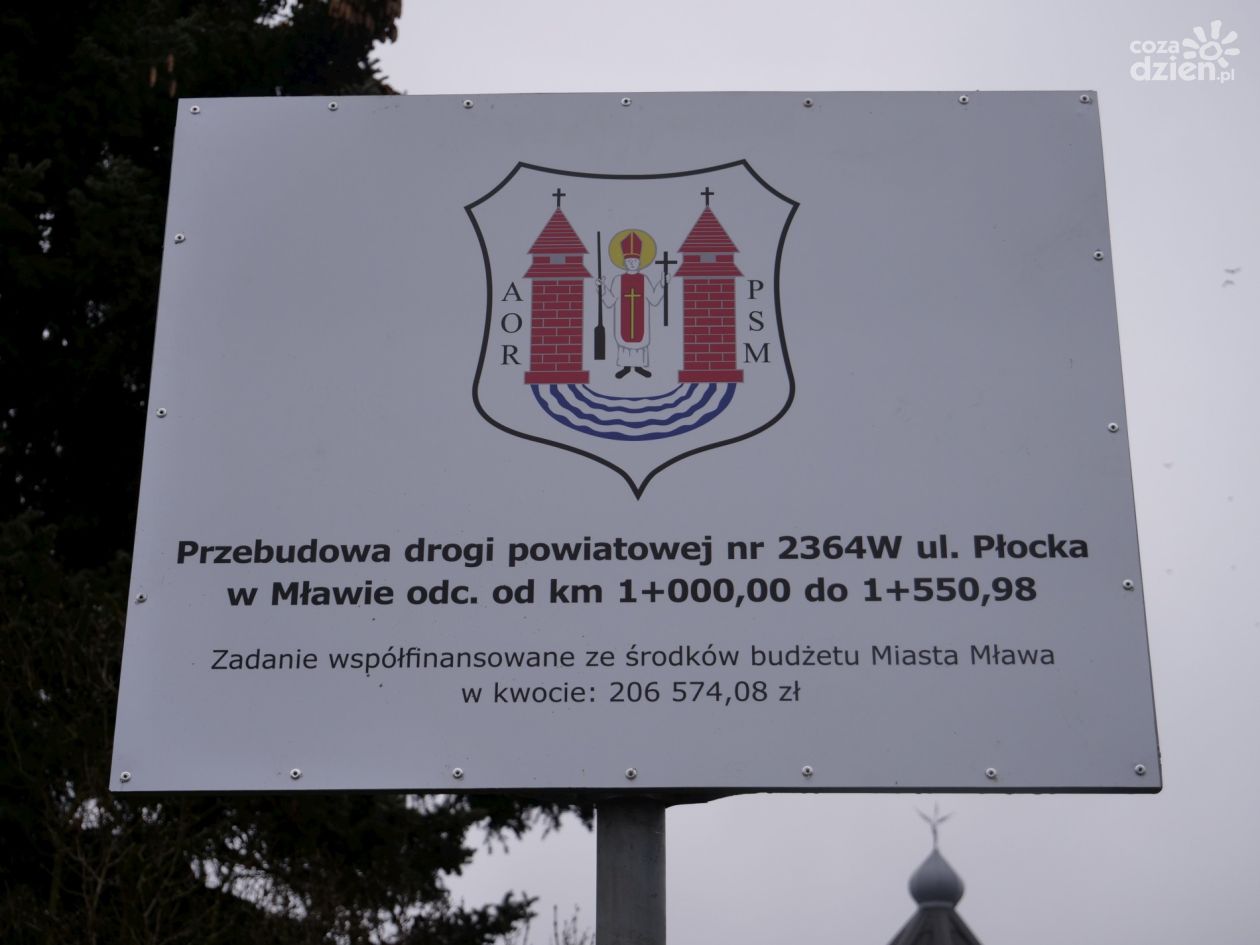 coza
dzien.pl
A
O
R
P
S
M
Przebudowa drogi powiatowej nr 2364W ul. Płocka
w Mławie odc. od km 1+000,00 do 1+550,98
Zadanie współfinansowane ze środków budżetu Miasta Mława
w kwocie: 206 574,08 zł